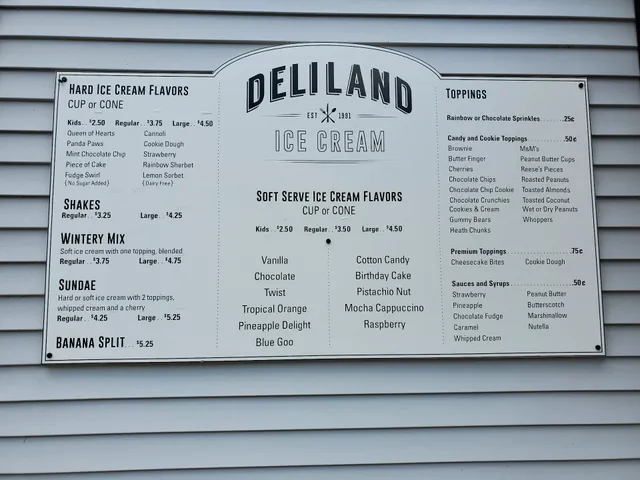 HARD ICE CREAM FLAVORS
CUP or CONE
Kids. . $2.50 Regular. . $3.75 Large. . $4.50
Queen of Hearts Cannoli
Panda Paws Cookie Dough
Mint Chocolate Chip Strawberry
Piece of Cake Rainbow Sherbet
Fudge Swirl Lemon Sorbet
{No Sugar Added} {Dairy Free}
SHAKES
Regular. . $3.25 Large. . $4.25
WINTERY MIX
Soft ice cream with one topping, blended
Regular. . $3.75 Large. . $4.75
SUNDAE
Hard or soft ice cream with 2 toppings,
whipped cream and a cherry
Regular. . $4.25 Large. . $5.25
BANANA SPLIT. . . $5.25
DELILAND
EST 1991
ICE CREAM
SOFT SERVE ICE CREAM FLAVORS
CUP or CONE
Kids. . $2.50 Regular. . $3.50 Large. . $4.50
Vanilla Cotton Candy
Chocolate Birthday Cake
Twist Pistachio Nut
Tropical Orange Mocha Cappuccino
Pineapple Delight Raspberry
Blue Goo
TOPPINGS
Rainbow or Chocolate Sprinkles. . . . . . . .25¢
Candy and Cookie Toppings. . . . . . . . . .50¢
Brownie M&M's
Butter Finger Peanut Butter Cups
Cherries Reese's Pieces
Chocolate Chips Roasted Peanuts
Chocolate Chip Cookie Toasted Almonds
Chocolate Crunchies Toasted Coconut
Cookies & Cream Wet or Dry Peanuts
Gummy Bears Whoppers
Heath Chunks
Premium Toppings. . . . . . . . . . . . . . . .75¢
Cheesecake Bites Cookie Dough
Sauces and Syrups. . . . . . . . . . . . . . . .50¢
Strawberry Peanut Butter
Pineapple Butterscotch
Chocolate Fudge Marshmallow
Caramel Nutella
Whipped Cream